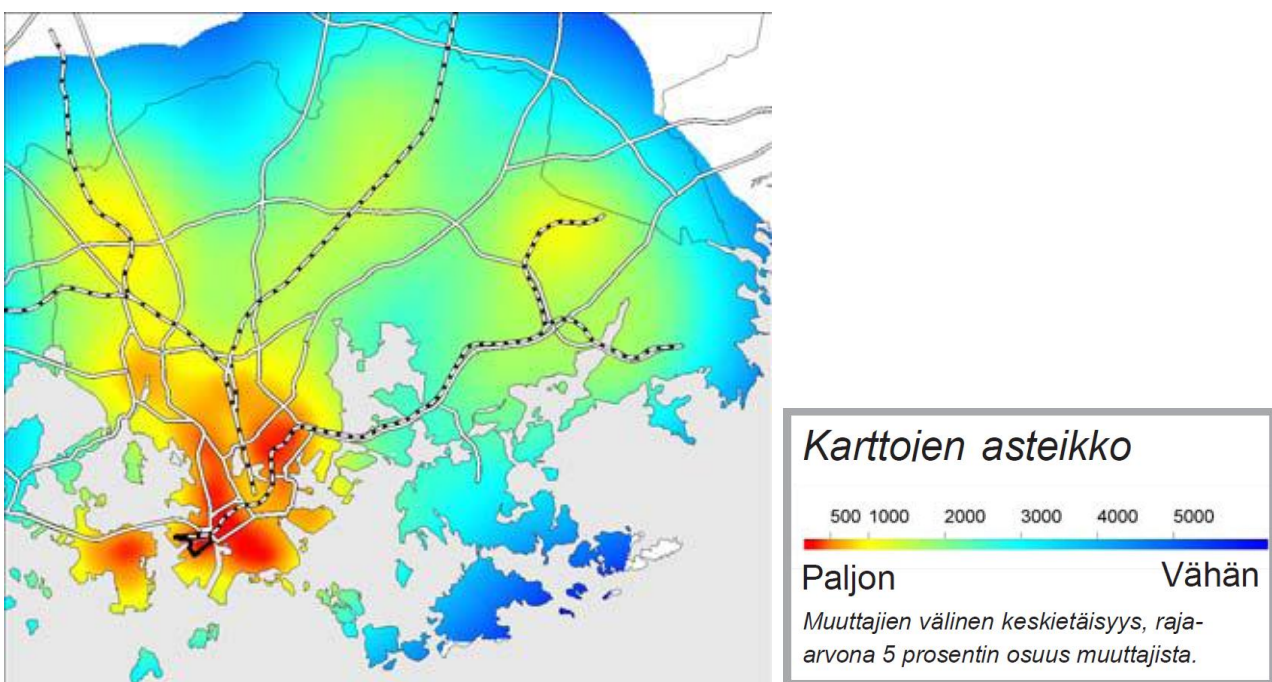 Karttojen asteikko
500 1000 2000 3000 4000 5000
Paljon Vähän
Muuttajien välinen keskietäisyys, raja-
arvona 5 prosentin osuus muuttajista.